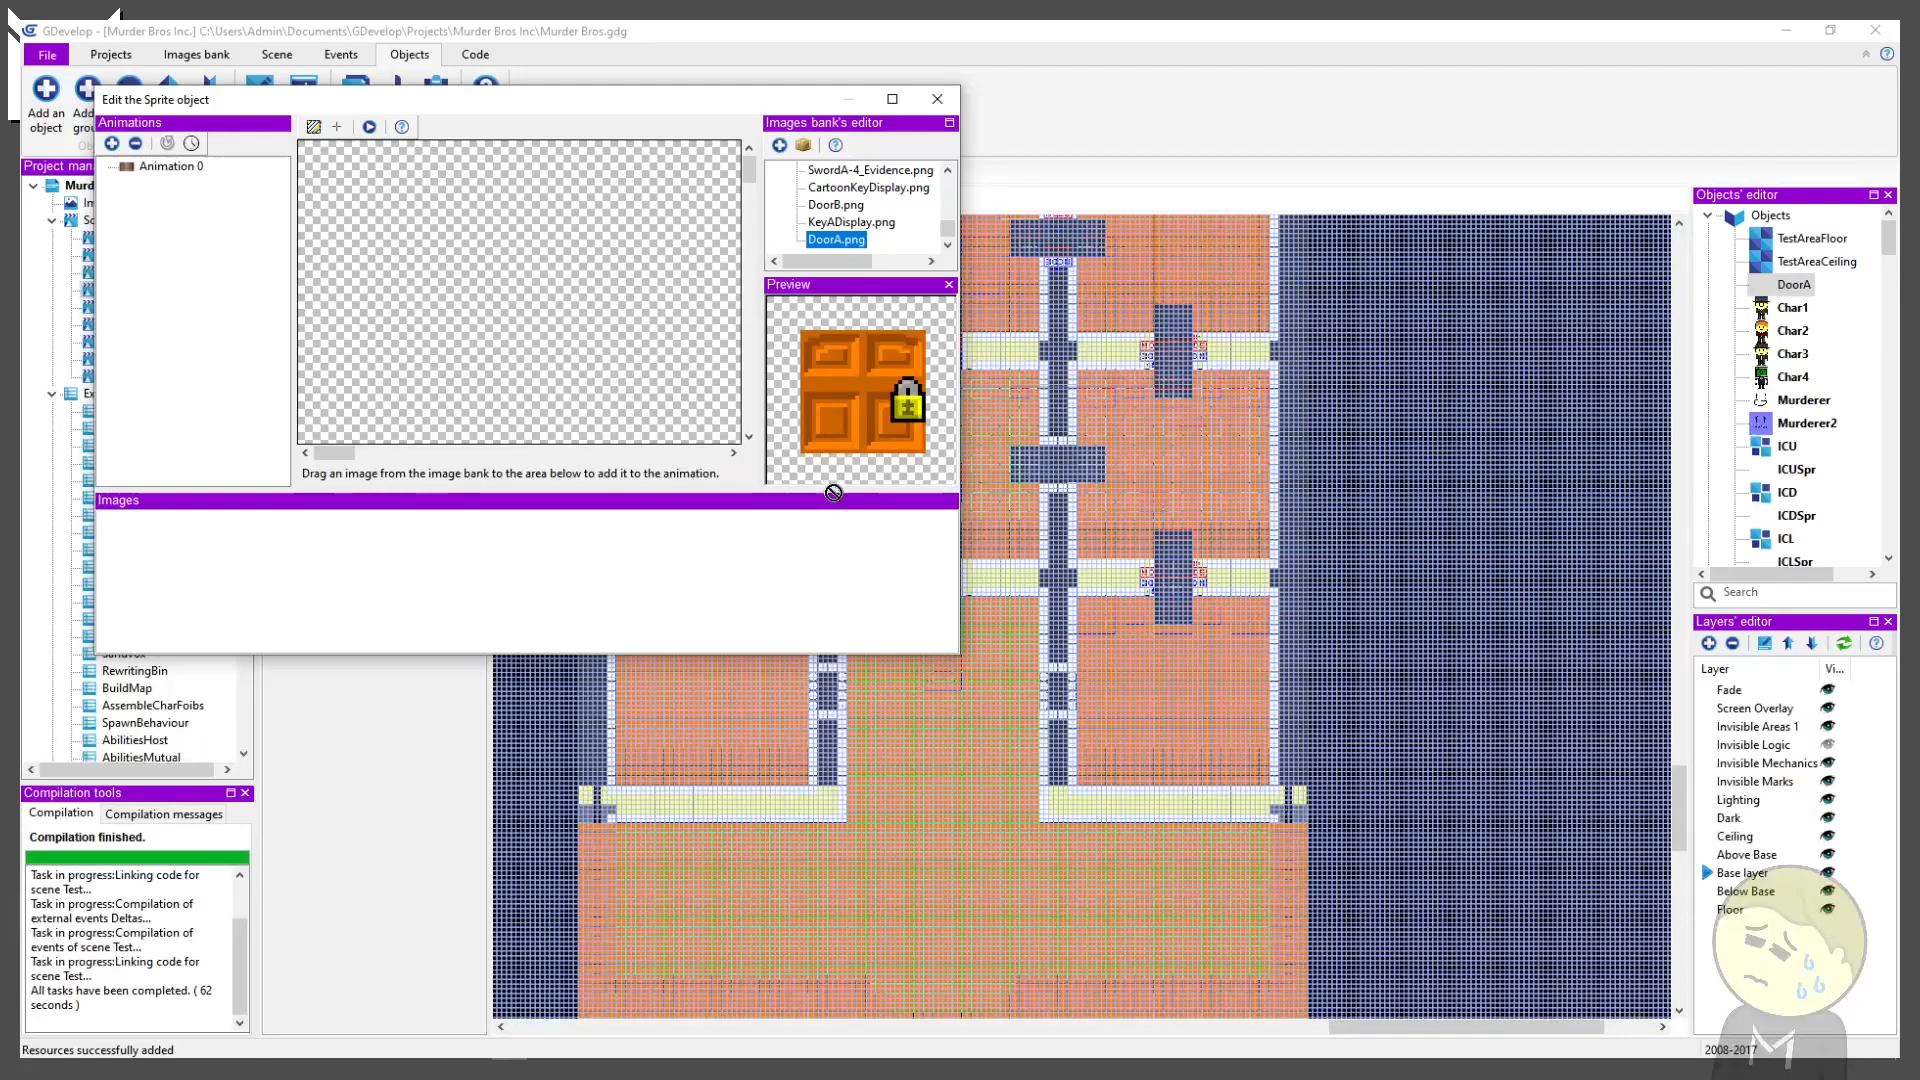 GDevelop - [Murder Bros Inc.] C:\Users\Admin\Documents\GDevelop\Projects\Murder Bros Inc\Murder Bros.gdg
File
Projects
Images bank
Scene
Events
Objects
Code
Add an
object
Add
grou
Edit the Sprite object
Animations
Animation 0
Drag an image from the image bank to the area below to add it to the animation.
Images bank's editor
SwordA-4_Evidence.png
CartoonKeyDisplay.png
DoorB.png
KeyADisplay.png
DoorA.png
Preview
Images
Project man
Murd
Im
Sc
Ex
RewritingBin
BuildMap
AssembleCharFoibs
SpawnBehaviour
AbilitiesHost
AbilitiesMutual
Compilation tools
Compilation
Compilation messages
Compilation finished.
Task in progress:Linking code for
scene Test...
Task in progress:Compilation of
external events Deltas...
Task in progress:Compilation of
events of scene Test...
Task in progress:Linking code for
scene Test...
All tasks have been completed. ( 62
seconds )
Resources successfully added
Objects' editor
Objects
TestAreaFloor
TestAreaCeiling
DoorA
Char1
Char2
Char3
Char4
Murderer
Murderer2
ICU
ICUSpr
ICD
ICDSpr
ICL
ICLSpr
Search
Layers' editor
Layer
Vi...
Fade
Screen Overlay
Invisible Areas 1
Invisible Logic
Invisible Mechanics
Invisible Marks
Lighting
Dark
Ceiling
Above Base
Base layer
Below Base
Floor
2008-2017